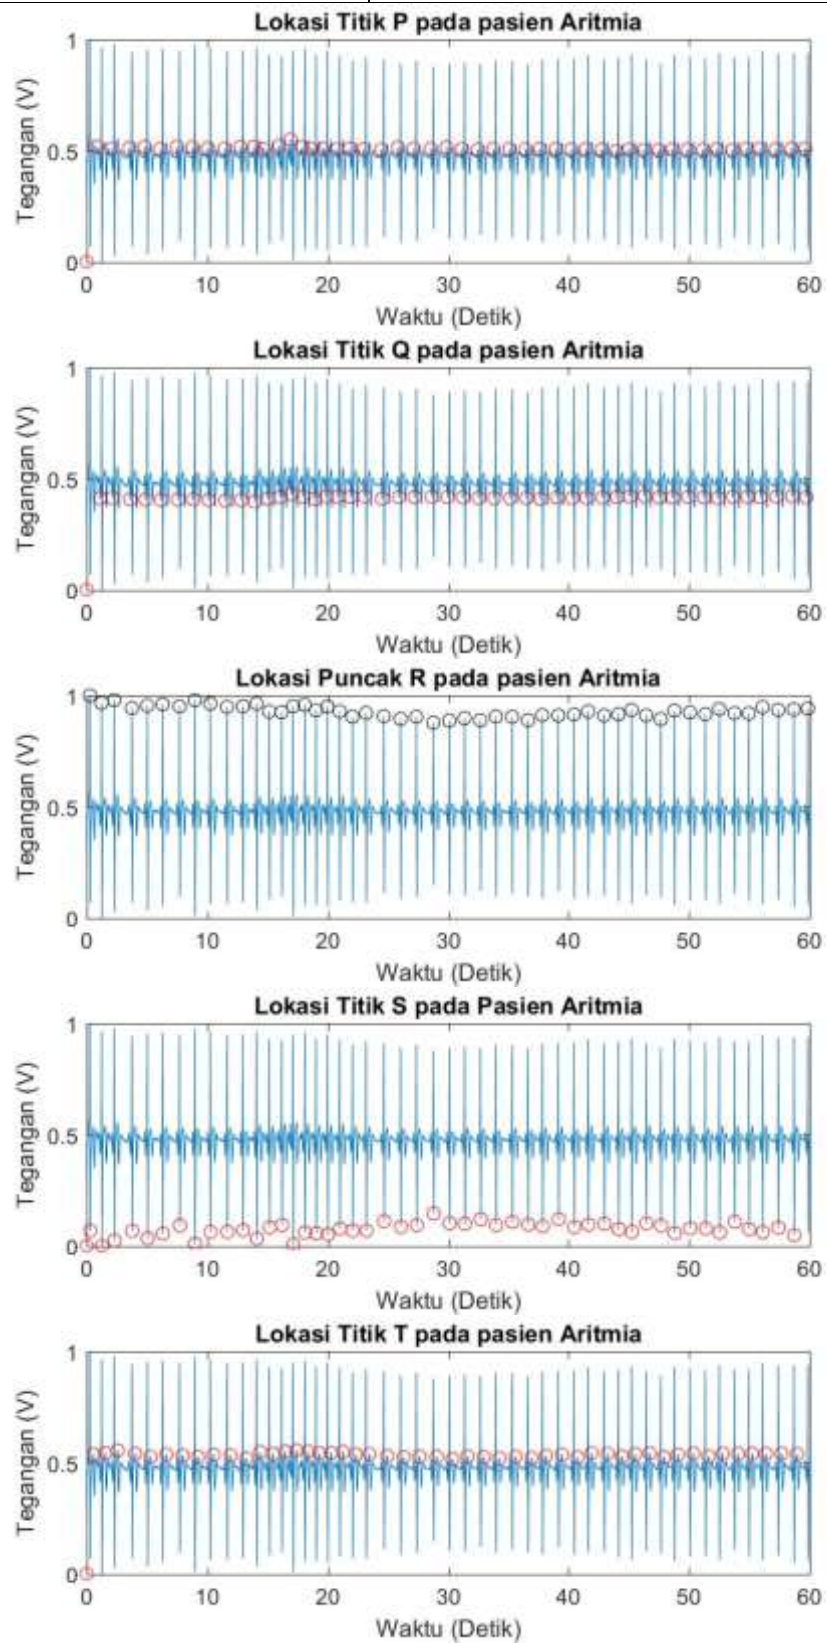 Lokasi Titik P pada pasien Aritmia
1
0.5
0
Tegangan (V)
0 10 20 30 40 50 60
Waktu (Detik)
Lokasi Titik Q pada pasien Aritmia
1
0.5
0
Tegangan (V)
0 10 20 30 40 50 60
Waktu (Detik)
Lokasi Puncak R pada pasien Aritmia
1
0.5
0
Tegangan (V)
0 10 20 30 40 50 60
Waktu (Detik)
Lokasi Titik S pada Pasien Aritmia
1
0.5
0
Tegangan (V)
0 10 20 30 40 50 60
Waktu (Detik)
Lokasi Titik T pada pasien Aritmia
1
0.5
0
Tegangan (V)
0 10 20 30 40 50 60
Waktu (Detik)